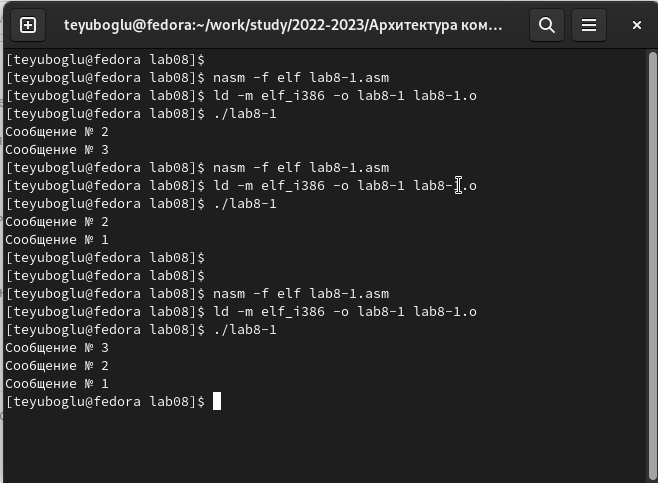 teyuboglu@fedora:~/work/study/2022-2023/Архитектура ком...
[teyuboglu@fedora lab08]$
[teyuboglu@fedora lab08]$ nasm -f elf lab8-1.asm
[teyuboglu@fedora lab08]$ ld -m elf_i386 -o lab8-1 lab8-1.o
[teyuboglu@fedora lab08]$ ./lab8-1
Сообщение № 2
Сообщение № 3
[teyuboglu@fedora lab08]$ nasm -f elf lab8-1.asm
[teyuboglu@fedora lab08]$ ld -m elf_i386 -o lab8-1 lab8-1.o
[teyuboglu@fedora lab08]$ ./lab8-1
Сообщение № 2
Сообщение № 1
[teyuboglu@fedora lab08]$
[teyuboglu@fedora lab08]$
[teyuboglu@fedora lab08]$ nasm -f elf lab8-1.asm
[teyuboglu@fedora lab08]$ ld -m elf_i386 -o lab8-1 lab8-1.o
[teyuboglu@fedora lab08]$ ./lab8-1
Сообщение № 3
Сообщение № 2
Сообщение № 1
[teyuboglu@fedora lab08]$